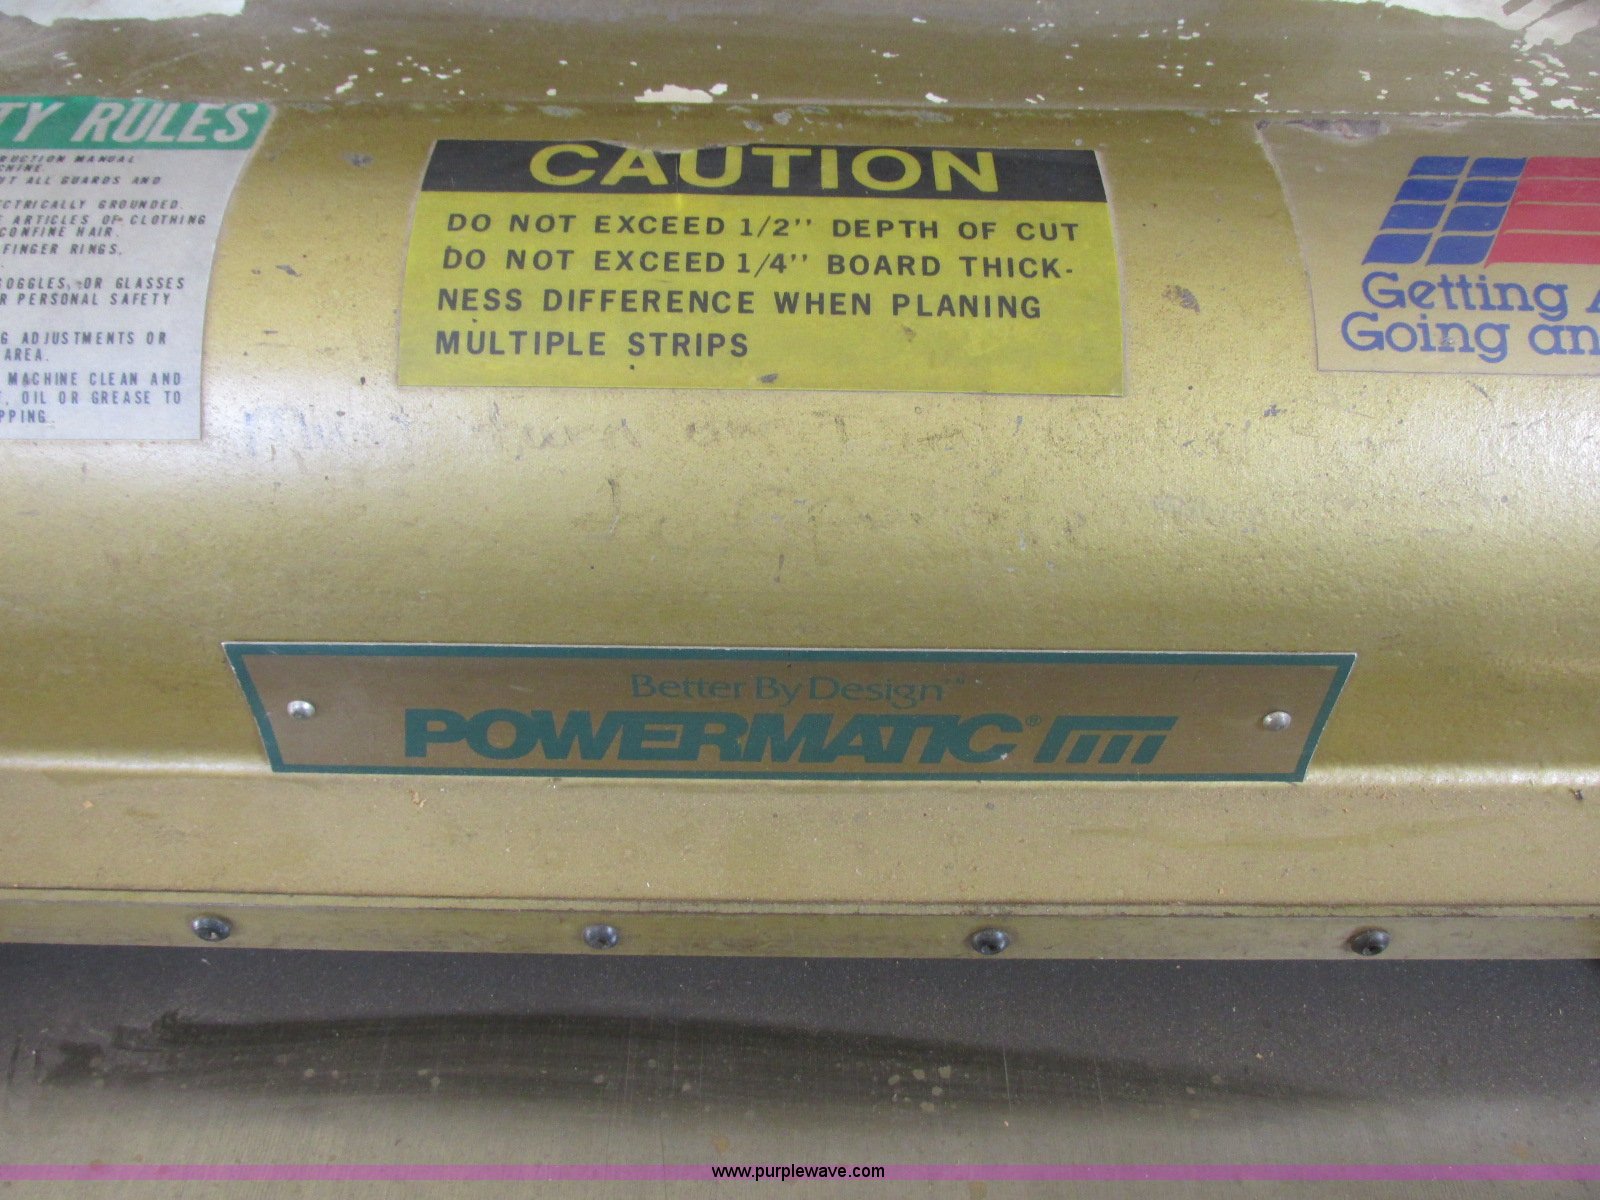 TY RULES
RUCTION MANUAL
CHINE.
UT ALL GUARDS AND
ECTRICALLY GROUNDED.
E ARTICLES OF CLOTHING
CONFINE HAIR.
FINGER RINGS.
GOGGLES, OR GLASSES
R PERSONAL SAFETY
G ADJUSTMENTS OR
AREA.
MACHINE CLEAN AND
, OIL OR GREASE TO
PPING.
CAUTION
DO NOT EXCEED 1/2" DEPTH OF CUT
DO NOT EXCEED 1/4" BOARD THICK-
NESS DIFFERENCE WHEN PLANING
MULTIPLE STRIPS
Getting A
Going an
Better By Design™
POWERMATIC®
www.purplewave.com